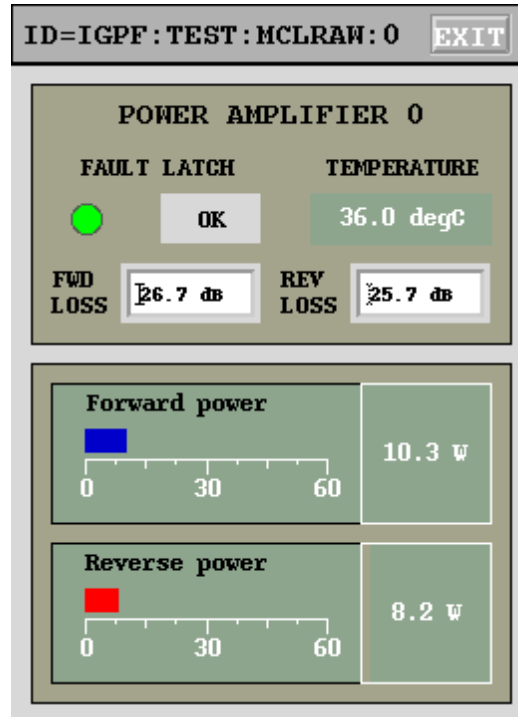 ID=IGPF:TEST:MCLRAW:0 EXIT
POWER AMPLIFIER 0
FAULT LATCH TEMPERATURE
OK 36.0 degC
FWD LOSS 26.7 dB REV LOSS 25.7 dB
Forward power
10.3 W
0 30 60
Reverse power
8.2 W
0 30 60